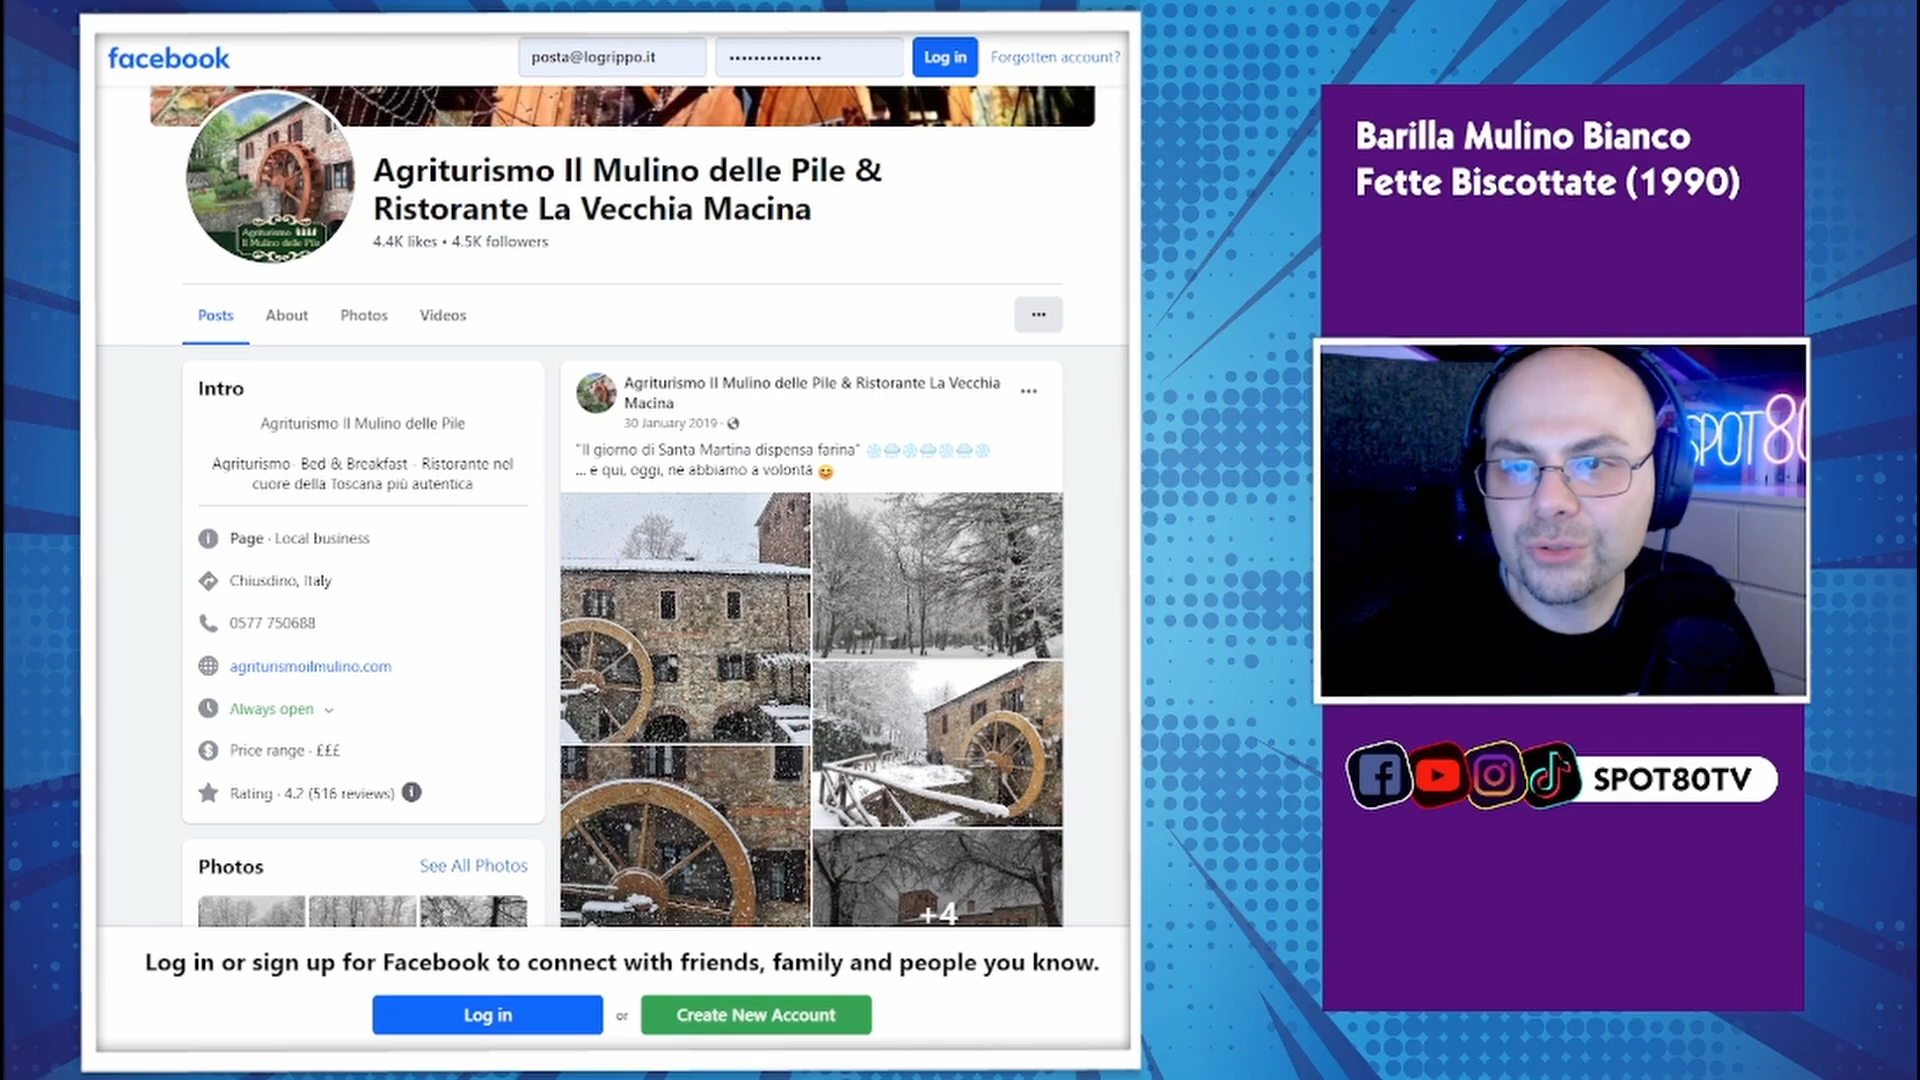 facebook
posta@logrippo.it
Log in
Forgotten account?
Agriturismo Il Mulino delle Pile &
Ristorante La Vecchia Macina
4.4K likes • 4.5K followers
Posts
About
Photos
Videos
Intro
Agriturismo Il Mulino delle Pile
Agriturismo - Bed & Breakfast - Ristorante nel
cuore della Toscana più autentica
Page · Local business
Chiusdino, Italy
0577 750688
agriturismoilmulino.com
Always open
Price range · £££
Rating · 4.2 (516 reviews)
Photos
See All Photos
Agriturismo Il Mulino delle Pile & Ristorante La Vecchia
Macina
30 January 2019 ·
"Il giorno di Santa Martina dispensa farina"
... e qui, oggi, ne abbiamo a volontà
+4
Log in or sign up for Facebook to connect with friends, family and people you know.
Log in
or
Create New Account
Agriturismo
Il Mulino delle Pile
Barilla Mulino Bianco
Fette Biscottate (1990)
SPOT80
SPOT80TV